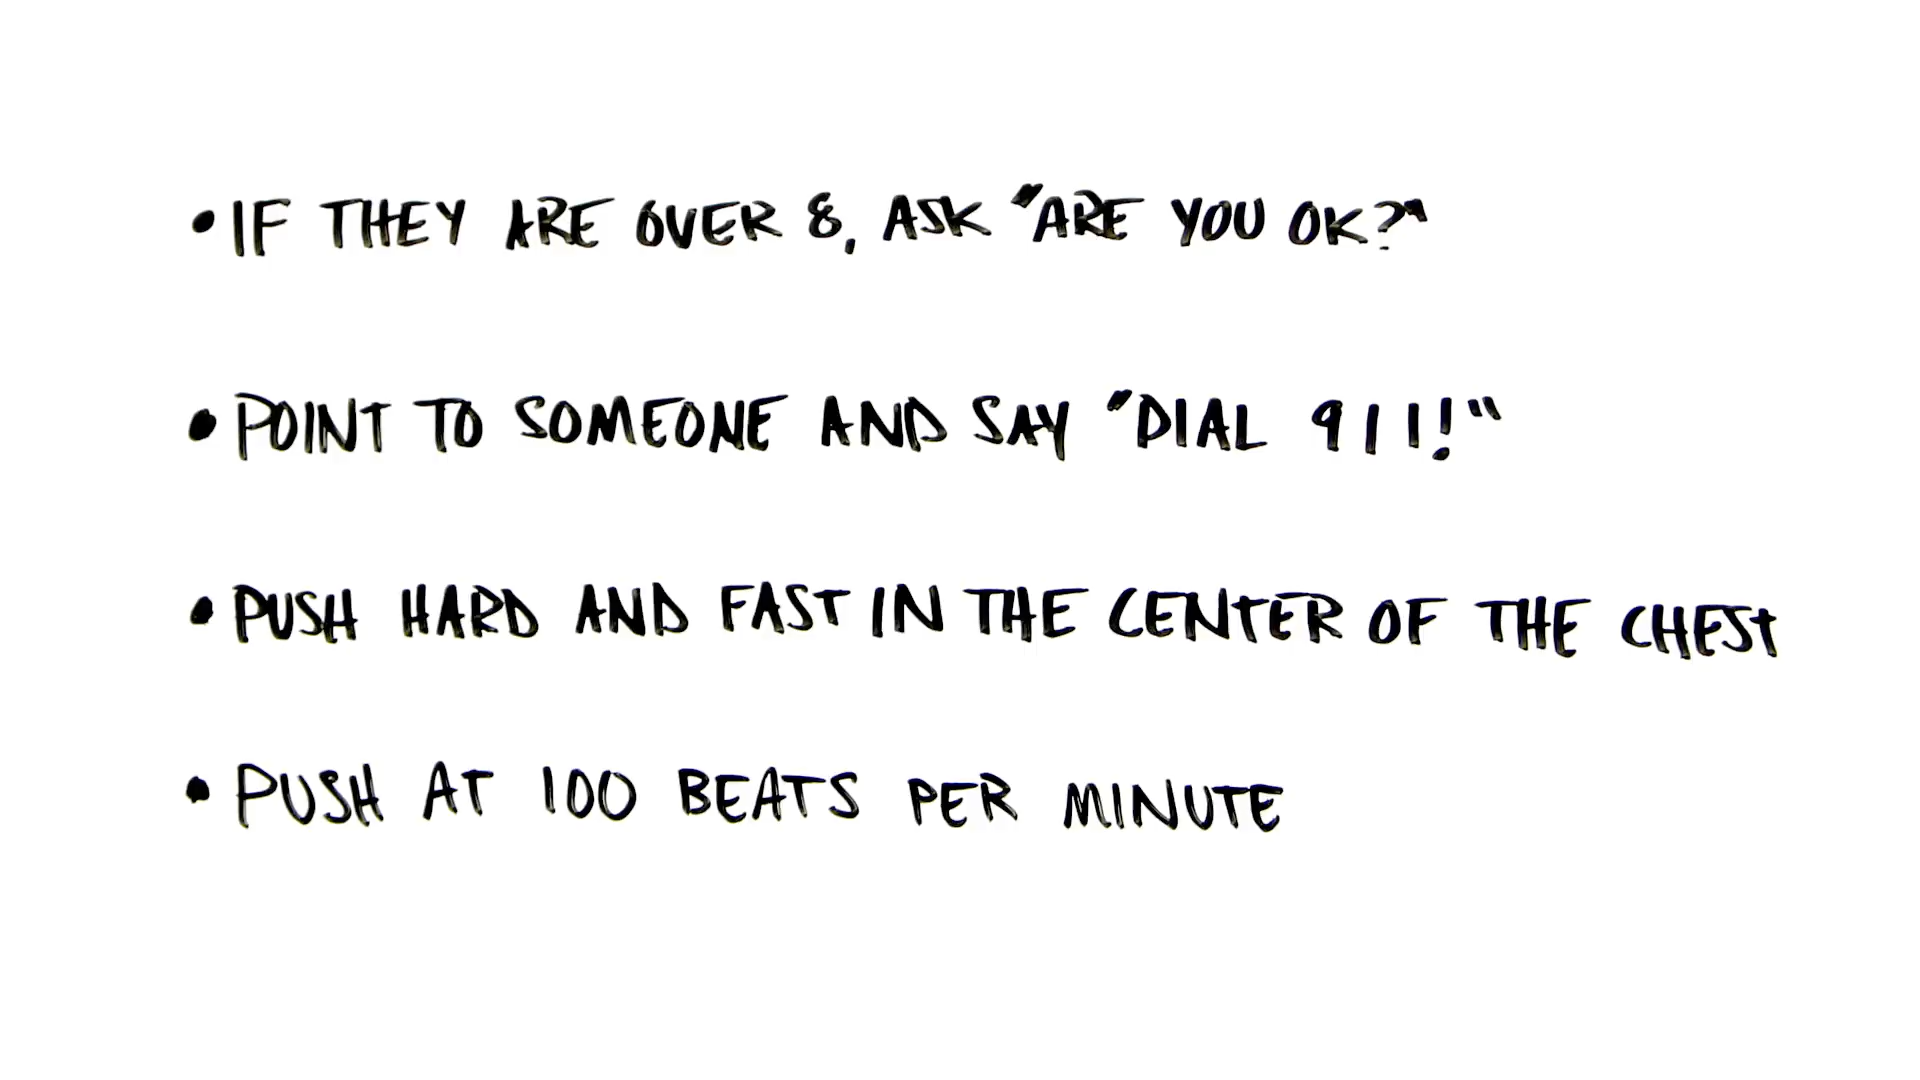 • IF THEY ARE OVER 8, ASK "ARE YOU OK?"
• POINT TO SOMEONE AND SAY "DIAL 911!"
• PUSH HARD AND FAST IN THE CENTER OF THE CHEST
• PUSH AT 100 BEATS PER MINUTE